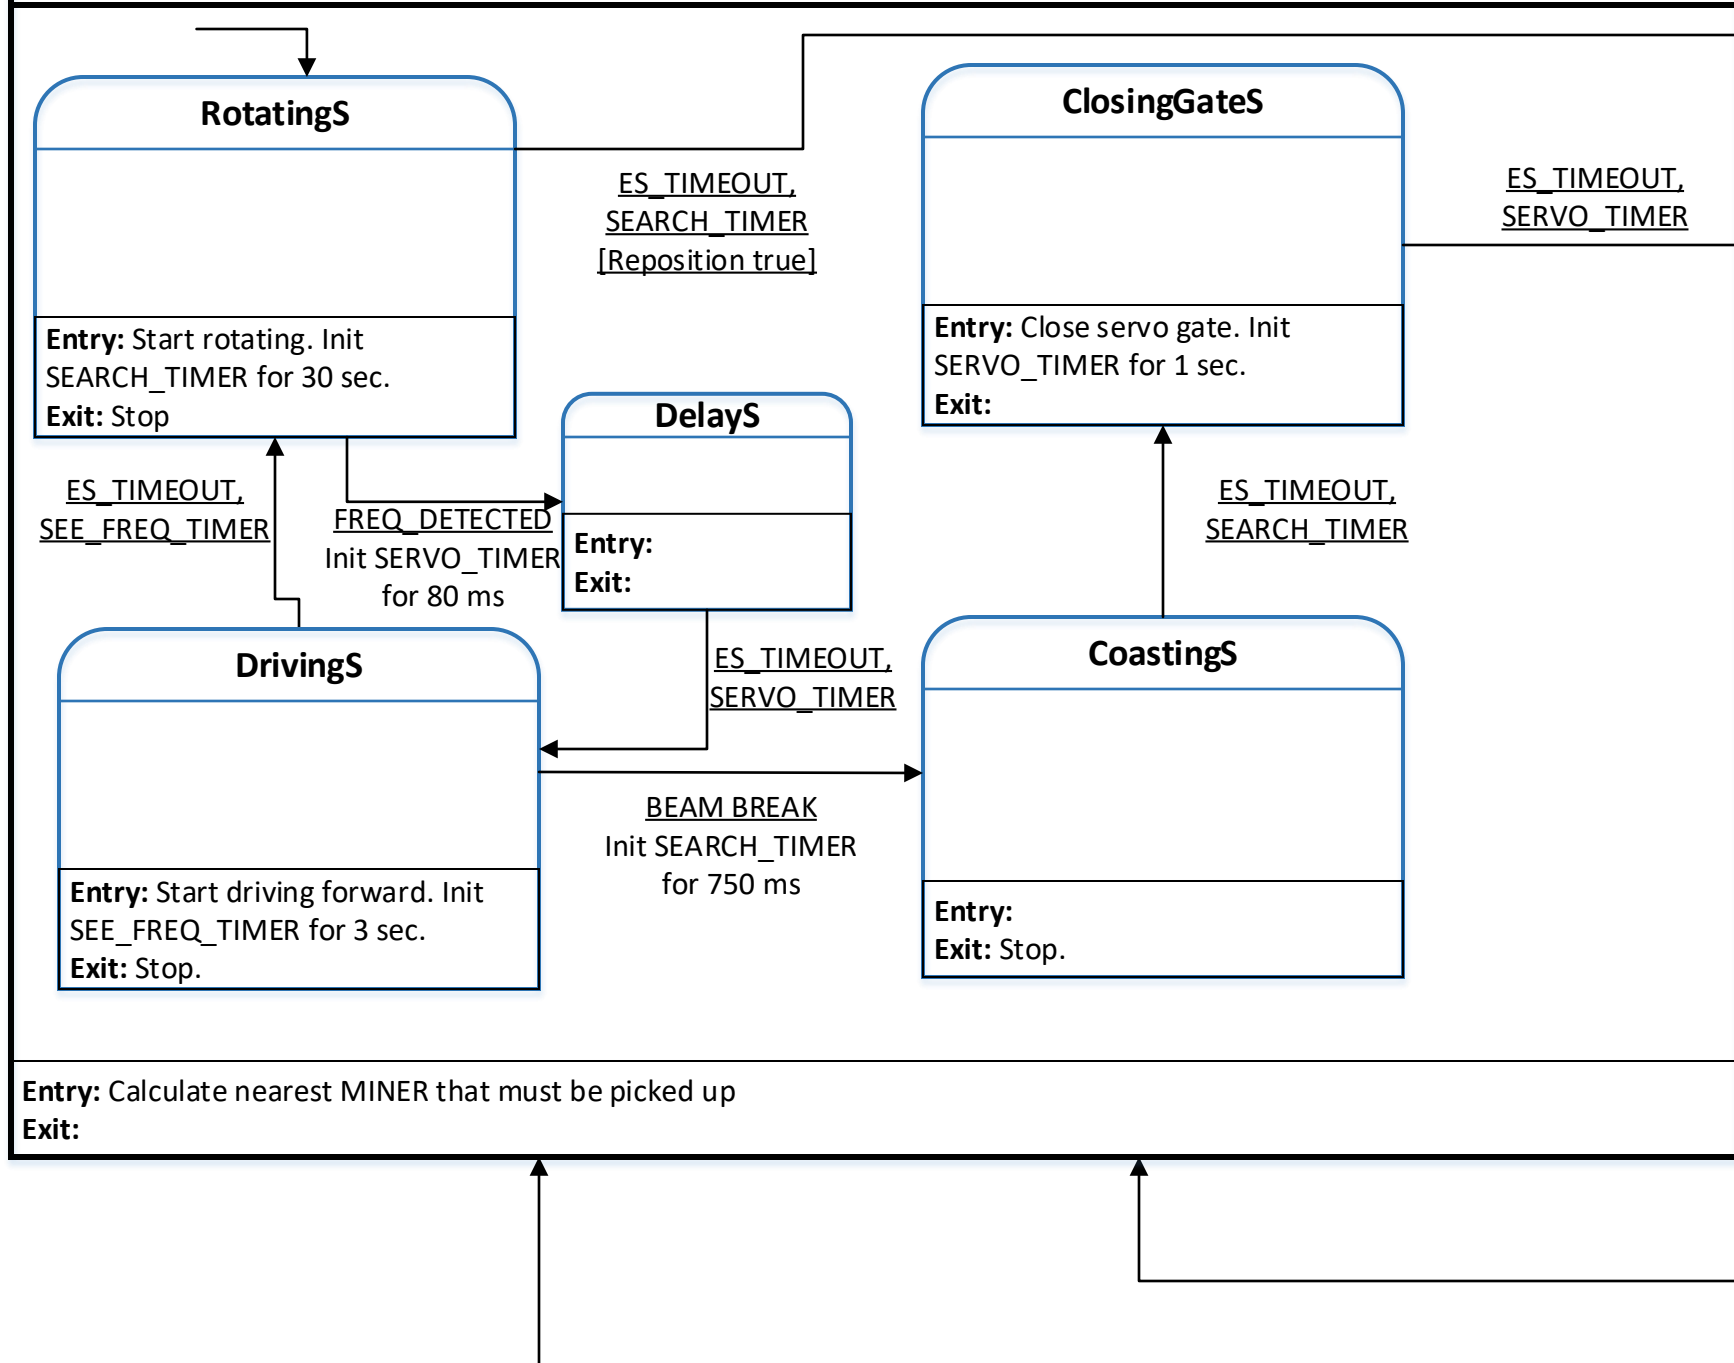 RotatingS
Entry: Start rotating. Init
SEARCH_TIMER for 30 sec.
Exit: Stop
ES_TIMEOUT,
SEARCH_TIMER
[Reposition true]
ClosingGateS
Entry: Close servo gate. Init
SERVO_TIMER for 1 sec.
Exit:
ES_TIMEOUT,
SERVO_TIMER
DelayS
Entry:
Exit:
ES_TIMEOUT,
SEE_FREQ_TIMER
FREQ_DETECTED
Init SERVO_TIMER
for 80 ms
ES_TIMEOUT,
SEARCH_TIMER
DrivingS
Entry: Start driving forward. Init
SEE_FREQ_TIMER for 3 sec.
Exit: Stop.
ES_TIMEOUT,
SERVO_TIMER
BEAM BREAK
Init SEARCH_TIMER
for 750 ms
CoastingS
Entry:
Exit: Stop.
Entry: Calculate nearest MINER that must be picked up
Exit: